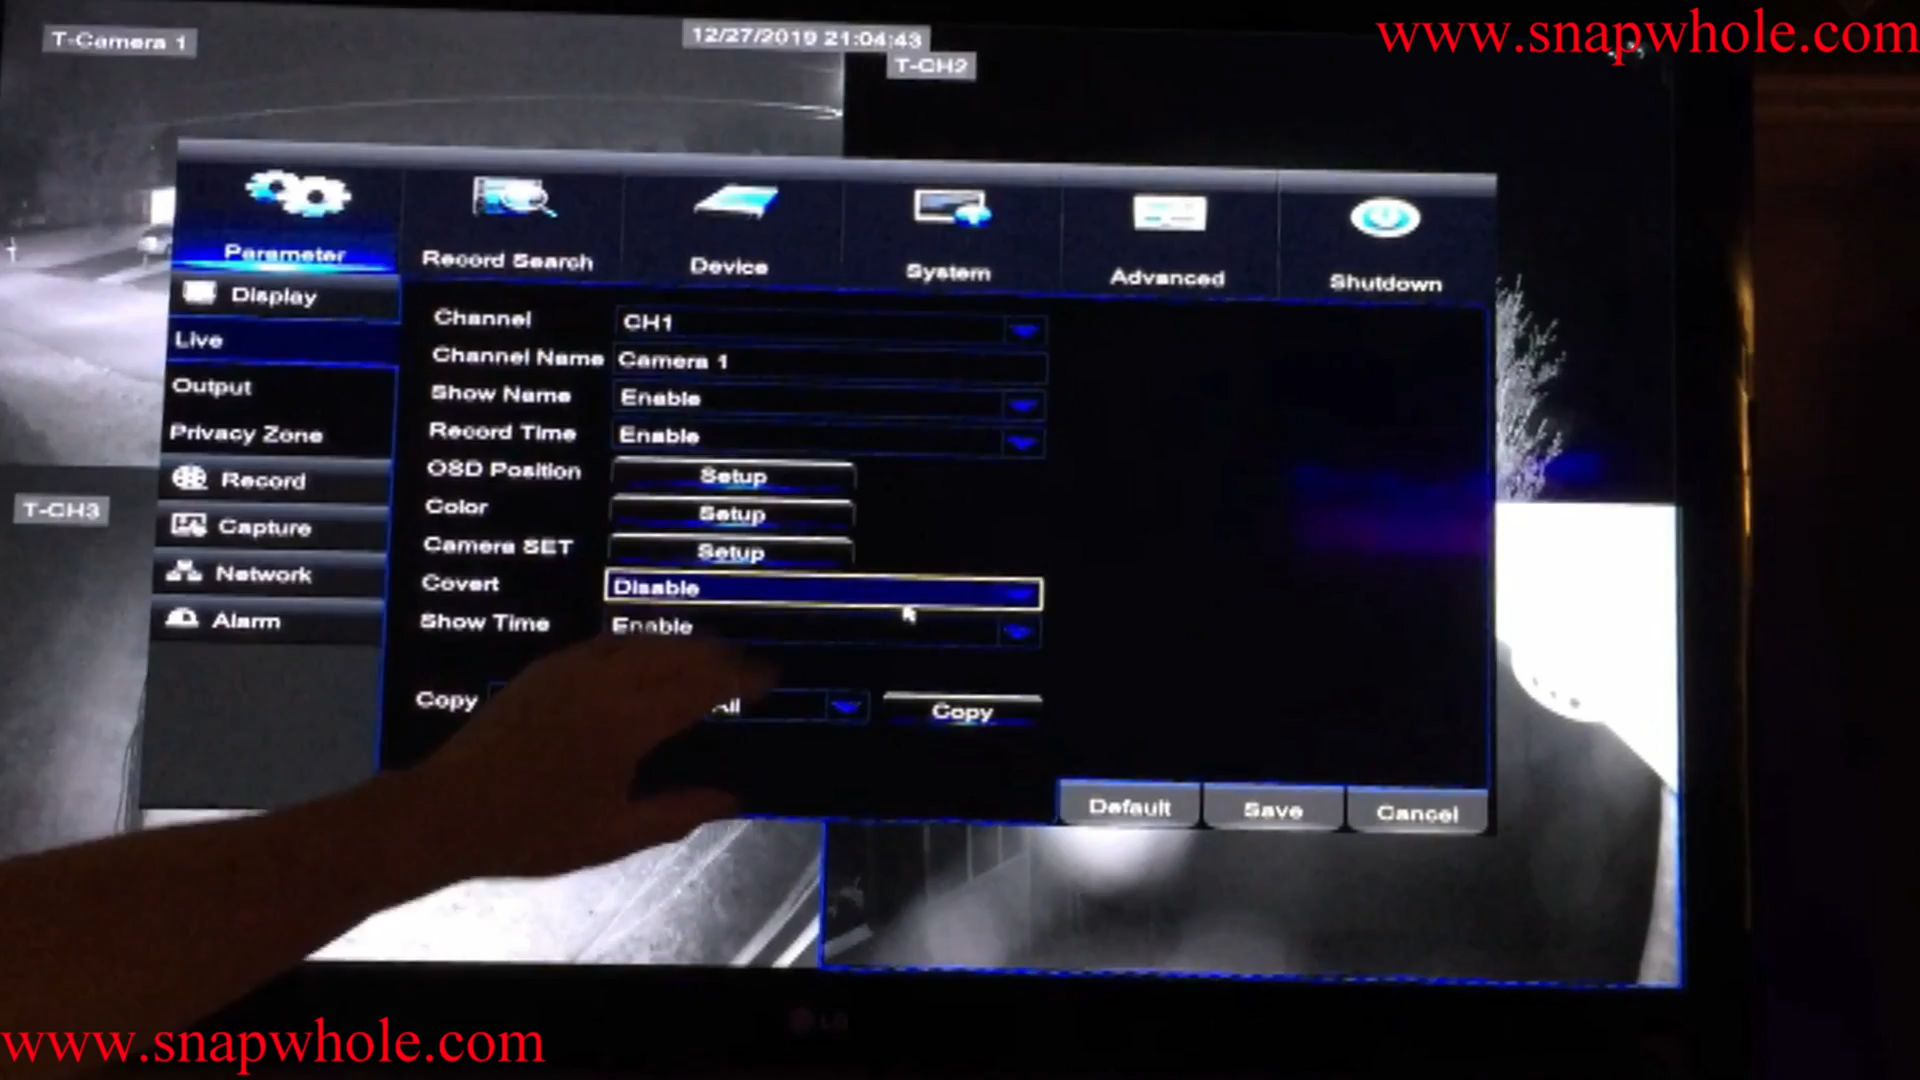 www.snapwhole.com
T-Camera 1
12/27/2019 21:04:43
T-CH2
Parameter
Record Search
Device
System
Advanced
Shutdown
Display
Live
Output
Privacy Zone
Record
Capture
Network
Alarm
Channel CH1
Channel Name Camera 1
Show Name Enable
Record Time Enable
OSD Position Setup
Color Setup
Camera SET Setup
Covert Disable
Show Time Enable
Copy All Copy
Default Save Cancel
T-CH3
LG
www.snapwhole.com